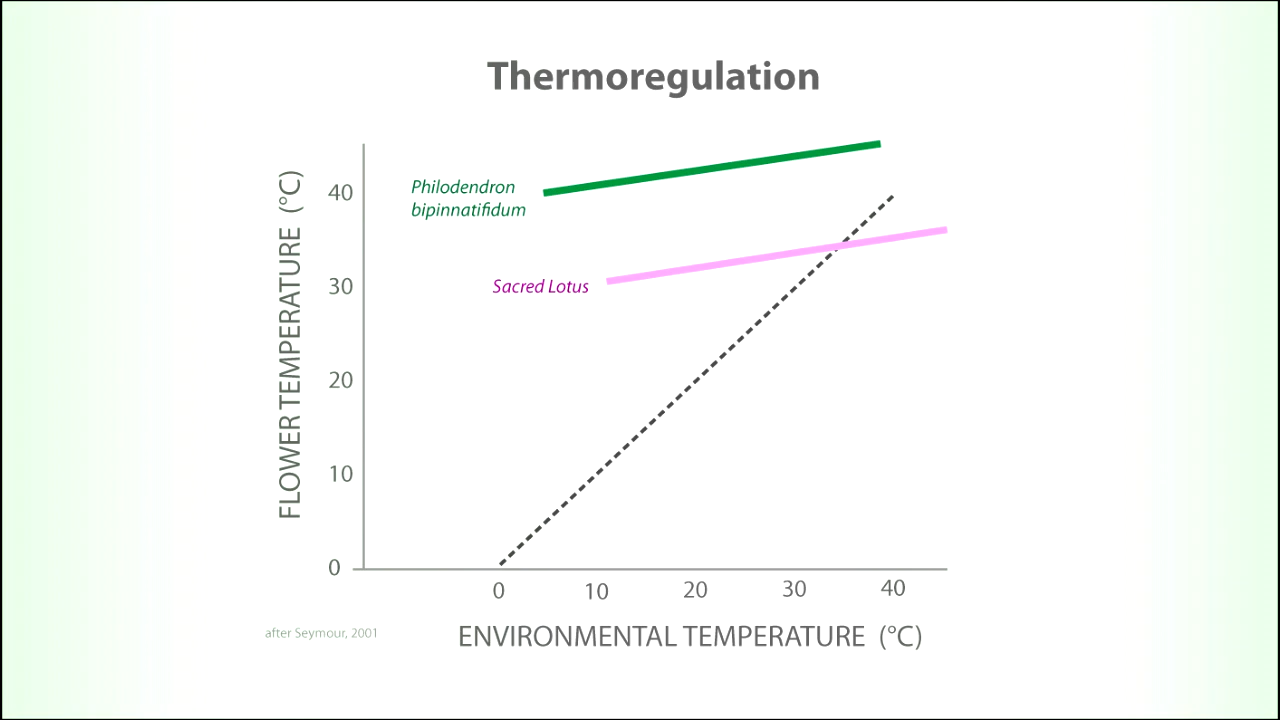 Thermoregulation
FLOWER TEMPERATURE (°C)
40
30
20
10
0
Philodendron
bipinnatifidum
Sacred Lotus
0 10 20 30 40
ENVIRONMENTAL TEMPERATURE (°C)
after Seymour, 2001